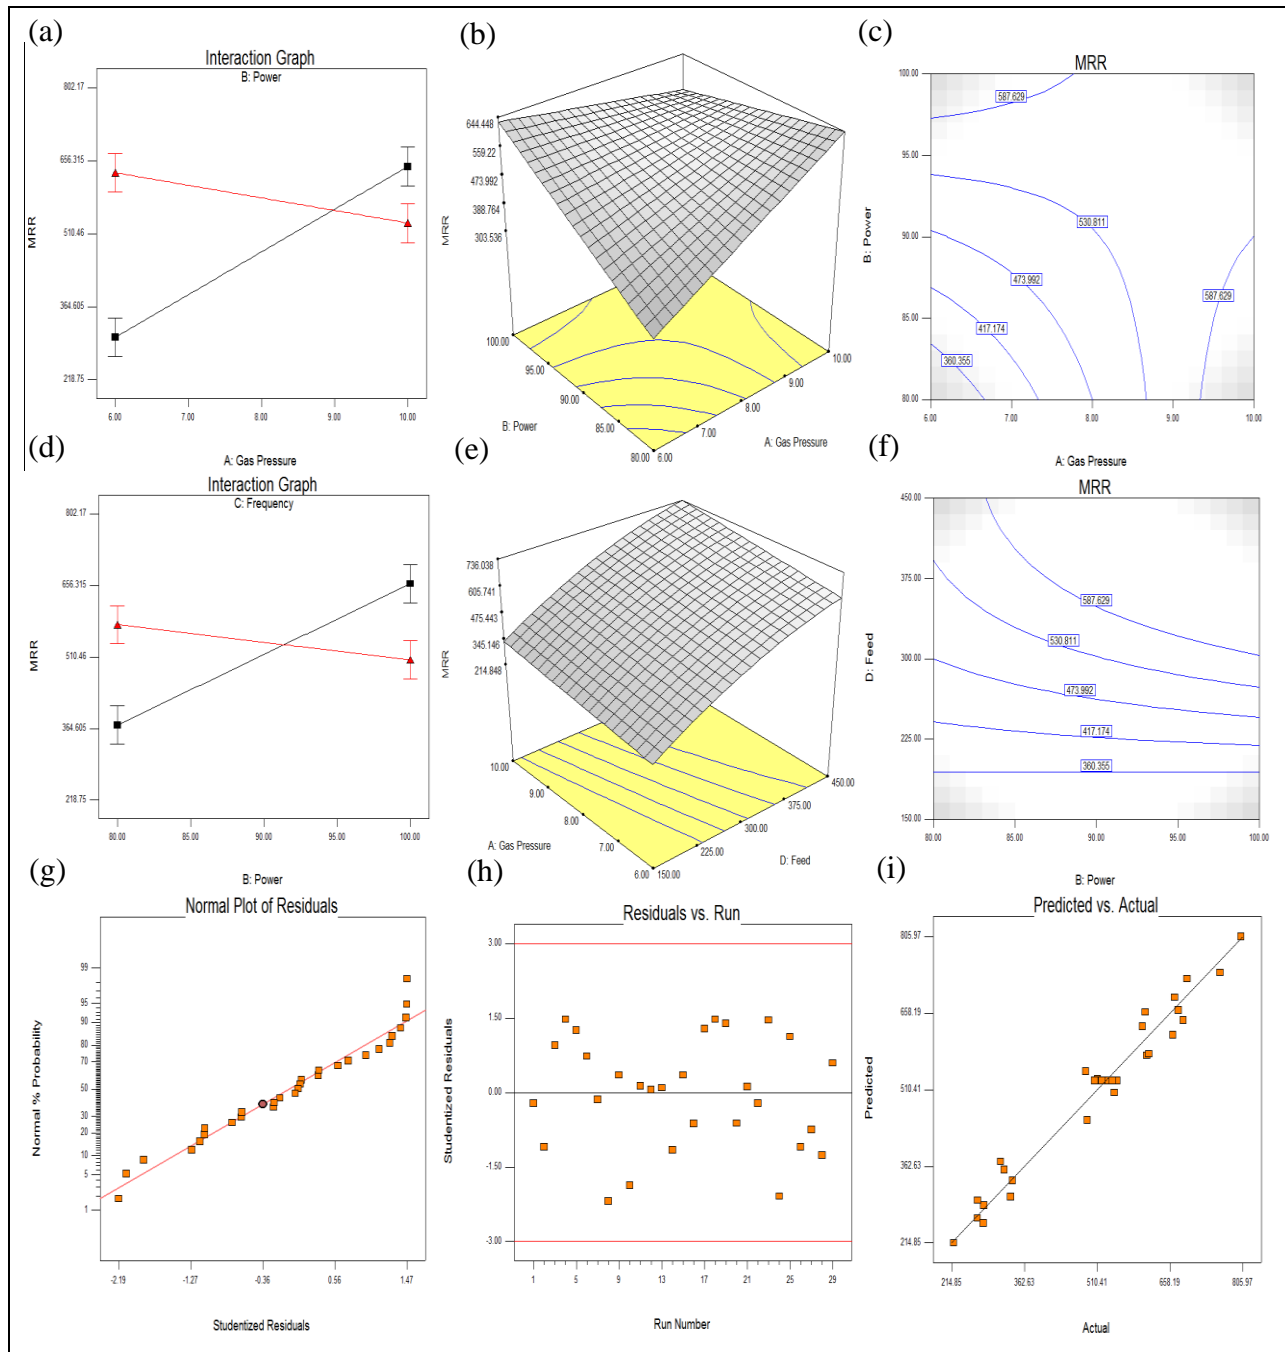 (a)
Interaction Graph
B: Power
802.17
656.315
510.46
364.605
218.75
MRR
6.00 7.00 8.00 9.00 10.00
A: Gas Pressure
(b)
644.448
559.22
473.992
388.764
303.536
MRR
100.00
95.00
90.00
85.00
80.00
B: Power
6.00
7.00
8.00
9.00
10.00
A: Gas Pressure
(c)
MRR
100.00
95.00
90.00
85.00
80.00
B: Power
587.629
530.811
473.992
587.629
417.174
360.355
6.00 7.00 8.00 9.00 10.00
A: Gas Pressure
(d)
Interaction Graph
C: Frequency
802.17
656.315
510.46
364.605
218.75
MRR
80.00 85.00 90.00 95.00 100.00
B: Power
(e)
736.038
605.741
475.443
345.146
214.848
MRR
10.00
9.00
8.00
7.00
6.00
A: Gas Pressure
150.00
225.00
300.00
375.00
450.00
D: Feed
(f)
MRR
450.00
375.00
300.00
225.00
150.00
D: Feed
587.629
530.811
473.992
417.174
360.355
80.00 85.00 90.00 95.00 100.00
B: Power
(g)
Normal Plot of Residuals
99
95
90
80
70
50
30
20
10
5
1
Normal % Probability
-2.19 -1.27 -0.36 0.56 1.47
Studentized Residuals
(h)
Residuals vs. Run
3.00
1.50
0.00
-1.50
-3.00
Studentized Residuals
1 5 9 13 17 21 25 29
Run Number
(i)
Predicted vs. Actual
805.97
658.19
510.41
362.63
214.85
Predicted
214.85 362.63 510.41 658.19 805.97
Actual